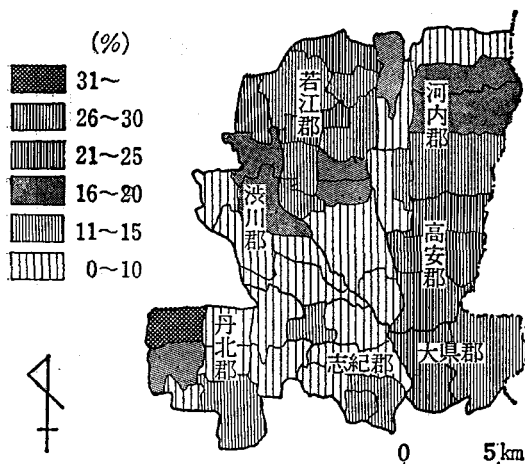 (%)
31~
26~30
21~25
16~20
11~15
0~10
若江郡
河内郡
渋川郡
高安郡
丹北郡
志紀郡
大県郡
0 5km